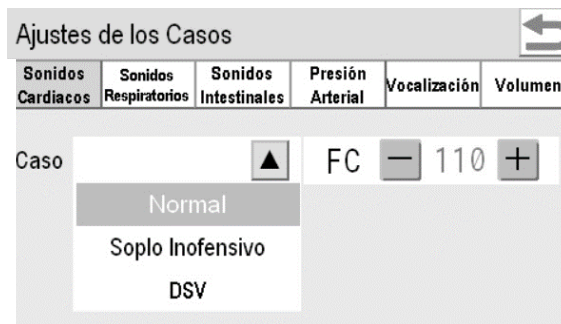 Ajustes de los Casos
Sonidos Cardiacos
Sonidos Respiratorios
Sonidos Intestinales
Presión Arterial
Vocalización
Volumen
Caso
▲
FC — 110 +
Normal
Soplo Inofensivo
DSV